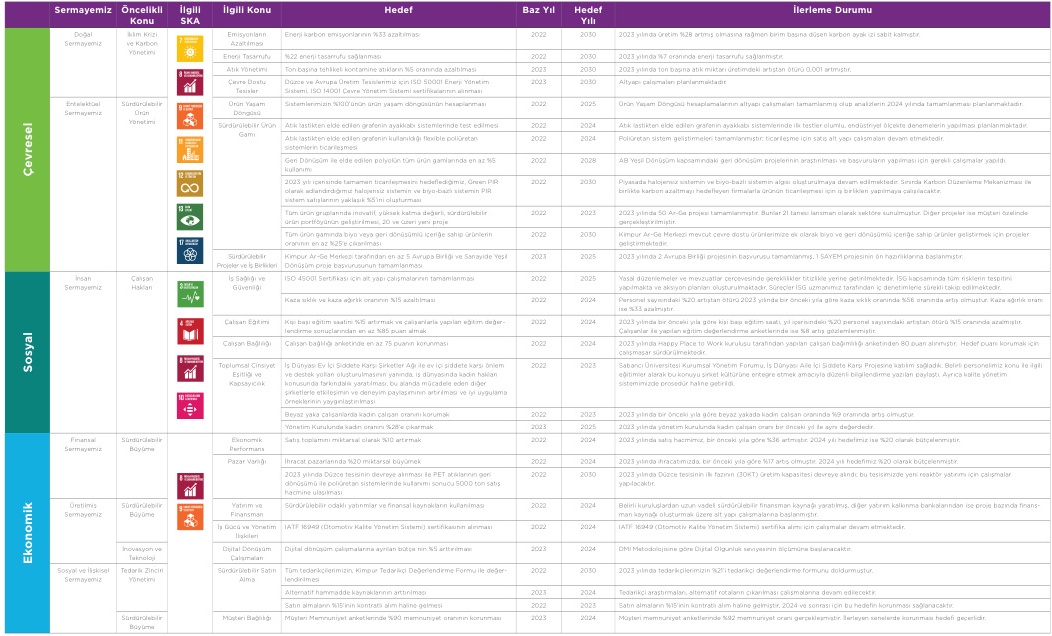 Sermayemiz Öncelikli Konu İlgili SKA İlgili Konu Hedef Baz Yıl Hedef Yılı İlerleme Durumu
Çevresel
Doğal Sermayemiz İklim Krizi ve Karbon Yönetimi
Emisyonların Azaltılması Enerji karbon emisyonlarının %33 azaltılması 2022 2030 2023 yılında üretim %28 artmış olmasına rağmen birim başına düşen karbon ayak izi sabit kalmıştır.
Enerji Tasarrufu %22 enerji tasarrufu sağlanması 2022 2030 2023 yılında %7 oranında enerji tasarrufu sağlanmıştır.
Atık Yönetimi Ton başına tehlikeli kontamine atıkların %5 oranında azaltılması 2023 2030 2023 yılında ton başına atık miktarı üretimdeki artıştan ötürü 0,001 artmıştır.
Çevre Dostu Tesisler Düzce ve Avrupa Üretim Tesislerimiz için ISO 50001 Enerji Yönetim
Sistemi, ISO 14001 Çevre Yönetim Sistemi sertifikalarının alınması 2023 2030 Altyapı çalışmaları planlanmaktadır.
Entelektüel Sermayemiz Sürdürülebilir Ürün Yönetimi
Ürün Yaşam Döngüsü Sistemlerimizin %100'ünün ürün yaşam döngüsünün hesaplanması 2022 2025 Ürün Yaşam Döngüsü hesaplamalarının altyapı çalışmaları tamamlanmış olup analizlerin 2024 yılında tamamlanması planlanmaktadır.
Sürdürülebilir Ürün Gamı Atık lastikten elde edilen grafenin ayakkabı sistemlerinde test edilmesi 2022 2024 Atık lastikten elde edilen grafenin ayakkabı sistemlerinde ilk testler olumlu, endüstriyel ölçekte denemelerin yapılması planlanmaktadır.
Atık lastikten elde edilen grafenin kullanıldığı flexible poliüretan
sistemlerin ticarileşmesi 2022 2024 Poliüretan sistem geliştirmeleri tamamlanmıştır, ticarileşme için satış alt yapı çalışmaları devam etmektedir.
Geri Dönüşüm ile elde edilen polyolün tüm ürün gamlarında en az %5
kullanımı 2022 2028 AB Yeşil Dönüşüm kapsamındaki geri dönüşüm projelerinin araştırılması ve başvuruların yapılması için gerekli çalışmalar yapıldı.
2023 yılı içerisinde tamamen ticarileşmesini hedeflediğimiz, Green PIR
olarak adlandırdığımız halojensiz sistemin ve biyo-bazlı sistemin PIR
sistem satışlarının yaklaşık %5'ini oluşturması 2022 2030 Piyasada halojensiz sistemin ve biyo-bazlı sistemin algısı oluşturulmaya devam edilmektedir. Sınırda Karbon Düzenleme Mekanizması ile
birlikte karbon azaltmayı hedefleyen firmalarla ürünün ticarileşmesi için iş birlikleri yapılmaya çalışılacaktır.
Tüm ürün gruplarında inovatif, yüksek katma değerli, sürdürülebilir
ürün portföyünün geliştirilmesi, 20 ve üzeri yeni proje 2022 2023 2023 yılında 50 Ar-Ge projesi tamamlanmıştır. Bunlar 21 tanesi lansman olarak sektöre sunulmuştur. Diğer projeler ise müşteri özelinde
gerçekleştirilmiştir.
Tüm ürün gamında biyo veya geri dönüşümlü içeriğe sahip ürünlerin
oranının en az %25'e çıkarılması 2022 2030 Kimpur Ar-Ge Merkezi mevcut çevre dostu ürünlerimize ek olarak biyo ve geri dönüşümlü içeriğe sahip ürünler geliştirmek için projeler
geliştirmektedir.
Sürdürülebilir Projeler ve İş Birlikleri Kimpur Ar-Ge Merkezi tarafından en az 5 Avrupa Birliği ve Sanayide Yeşil
Dönüşüm proje başvurusunun tamamlanması 2023 2025 2023 yılında 2 Avrupa Birliği projesinin başvurusu tamamlanmış, 1 SAYEM projesinin ön hazırlıklarına başlanmıştır.
Sosyal
İnsan Sermayemiz Çalışan Hakları
İş Sağlığı ve Güvenliği ISO 45001 Sertifikası için alt yapı çalışmalarının tamamlanması 2022 2025 Yasal düzenlemeler ve mevzuatlar çerçevesinde gereklilikler titizlikle yerine getirilmektedir. İSG kapsamında tüm risklerin tespitini
yapılmakta ve aksiyon planları oluşturulmaktadır. Süreçler İSG uzmanımız tarafından iç denetimlerle sürekli takip edilmektedir.
Kaza sıklık ve kaza ağırlık oranının %15 azaltılması 2022 2024 Personel sayısındaki %20 artıştan ötürü 2023 yılında bir önceki yıla göre kaza sıklık oranında %56 oranında artış olmuştur. Kaza ağırlık oranı
ise %33 azalmıştır.
Çalışan Eğitimi Kişi başı eğitim saatini %15 artırmak ve çalışanlarla yapılan eğitim değer-
lendirme sonuçlarından en az %85 puan almak 2022 2024 2023 yılında bir önceki yıla göre kişi başı eğitim saati, yıl içerisindeki %20 personel sayısındaki artıştan ötürü %15 oranında azalmıştır.
Çalışanlar ile yapılan eğitim değerlendirme anketlerinde ise %8 artış gözlemlenmiştir.
Çalışan Bağlılığı Çalışan bağlılığı anketinde en az 75 puanın korunması 2022 2024 2023 yılında Happy Place to Work kuruluşu tarafından yapılan çalışan bağımlılığı anketinden 80 puan alınmıştır. Hedef puanı korumak için
çalışmalar sürdürülmektedir.
Toplumsal Cinsiyet Eşitliği ve Kapsayıcılık İş Dünyası Ev İçi Şiddete Karşı Şirketler Ağı ile ev içi şiddete karşı önlem
ve destek yolları oluşturulmasının yanında, iş dünyasında kadın hakları
konusunda farkındalık yaratılması, bu alanda mücadele eden diğer
şirketlerle etkileşimin ve deneyim paylaşımının artırılması ve iyi uygulama
örneklerinin yaygınlaştırılması 2022 2023 Sabancı Üniversitesi Kurumsal Yönetim Forumu, İş Dünyası Aile İçi Şiddete Karşı Projesine katılım sağladı. Belirli personelimiz konu ile ilgili
eğitimler alarak bu konuyu şirket kültürüne entegre etmek amacıyla düzenli bilgilendirme yazıları paylaştı. Ayrıca kalite yönetim
sistemimizde prosedür haline getirildi.
Beyaz yaka çalışanlarda kadın çalışan oranını korumak 2022 2023 2023 yılında bir önceki yıla göre beyaz yakada kadın çalışan oranında %9 oranında artış olmuştur.
Yönetim Kurulunda kadın oranını %28'e çıkarmak 2023 2025 2023 yılında yönetim kurulunda kadın çalışan oranı bir önceki yıl ile aynı değerdedir.
Ekonomik
Finansal Sermayemiz Sürdürülebilir Büyüme
Ekonomik Performans Satış toplamını miktarsal olarak %10 artırmak 2022 2024 2023 yılında satış hacmimiz, bir önceki yıla göre %36 artmıştır. 2024 yılı hedefimiz ise %20 olarak bütçelenmiştir.
Pazar Varlığı İhracat pazarlarında %20 miktarsal büyümek 2022 2024 2023 yılında ihracatımızda, bir önceki yıla göre %17 artış olmuştur. 2024 yılı hedefimiz %20 olarak bütçelenmiştir.
2023 yılında Düzce tesisinin devreye alınması ile PET atıklarının geri
dönüşümü ile poliüretan sistemlerinde kullanımı sonucu 5000 ton satış
hacmine ulaşılması 2022 2030 2023 yılında Düzce tesisinin ilk fazının (30KT) üretim kapasitesi devreye alındı; bu tesisimizde yeni reaktör yatırımı için çalışmalar
yapılacaktır.
Üretilmiş Sermayemiz Sürdürülebilir Büyüme
Yatırım ve Finansman Sürdürülebilir odaklı yatırımlar ve finansal kaynakların kullanılması 2022 2024 Belirli kuruluşlardan uzun vadeli sürdürülebilir finansman kaynağı yaratılmış, diğer yatırım kalkınma bankalarından ise proje bazında finans-
man kaynağı oluşturmak üzere alt yapı çalışmalarına başlanmıştır.
İş Gücü ve Yönetim İlişkileri IATF 16949 (Otomotiv Kalite Yönetim Sistemi) sertifikasının alınması 2022 2024 IATF 16949 (Otomotiv Kalite Yönetim Sistemi) sertifika alımı için çalışmalar devam etmektedir.
İnovasyon ve Teknoloji Dijital Dönüşüm Çalışmaları Dijital dönüşüm çalışmalarına ayrılan bütçe nin %5 arttırılması 2023 2024 DMI Metodolojisine göre Dijital Olgunluk seviyesinin ölçümüne başlanacaktır.
Sosyal ve İlişkisel Sermayemiz Tedarik Zincirin Yönetimi
Sürdürülebilir Satın Alma Tüm tedarikçilerimizin, Kimpur Tedarikçi Değerlendirme Formu ile değer-
lendirilmesi 2022 2030 2023 yılında tedarikçilerimizin %21'i tedarikçi değerlendirme formunu doldurmuştur.
Alternatif hammadde kaynaklarının arttırılması 2023 2024 Tedarikçi araştırmaları, alternatif rotaların çıkarılması çalışmalarına devam edilecektir.
Satın almaların %15'inin kontratlı alım haline gelmesi 2022 2023 Satın almaların %15'inin kontratlı alım haline gelmiştir, 2024 ve sonrası için bu hedefin korunması sağlanacaktır.
Sürdürülebilir Büyüme Müşteri Bağlılığı Müşteri Memnuniyet anketlerinde %90 memnuniyet oranının korunması 2023 2024 Müşteri memnuniyet anketlerinde %92 memnuniyet oranı gerçekleşmiştir. İlerleyen senelerde korunması hedefi geçerlidir.